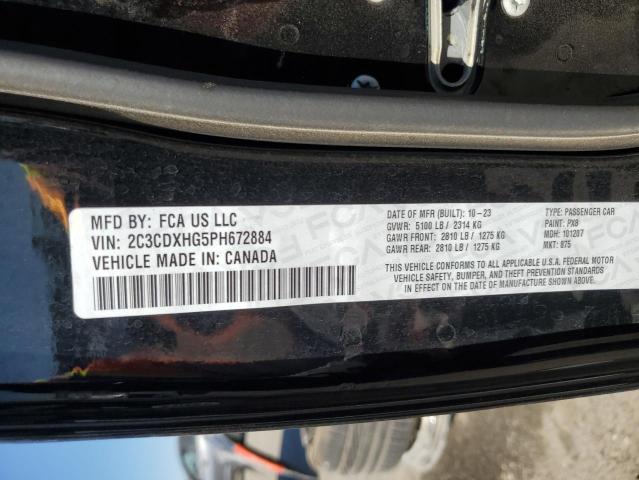 MFD BY: FCA US LLC
VIN: 2C3CDXHG5PH672884
VEHICLE MADE IN: CANADA
DATE OF MFR (BUILT): 10-23
GVWR: 5100 LB / 2314 KG
GAWR FRONT: 2810 LB / 1275 KG
GAWR REAR: 2810 LB / 1275 KG
TYPE: PASSENGER CAR
PAINT: PX8
MDH: 101207
MKT: 875
THIS VEHICLE CONFORMS TO ALL APPLICABLE U.S.A. FEDERAL MOTOR
VEHICLE SAFETY, BUMPER, AND THEFT PREVENTION STANDARDS
IN EFFECT ON THE DATE OF MANUFACTURE SHOWN ABOVE.